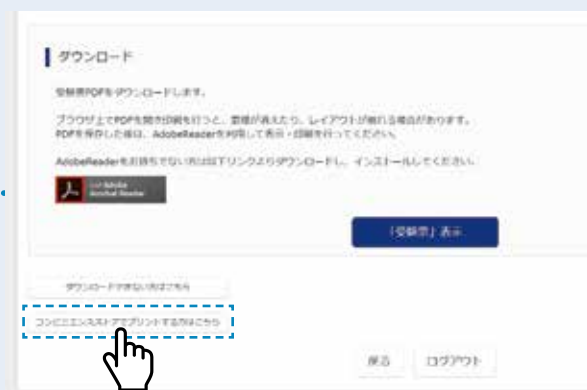 ダウンロード
受験票PDFをダウンロードします。
ブラウザ上でPDFを開き印刷を行うと、罫線が消えたり、レイアウトが崩れる場合があります。
PDFを保存した後は、AdobeReaderを利用して表示・印刷を行ってください。
AdobeReaderをお持ちでない方は以下リンクよりダウンロードし、インストールしてください。
Get Adobe
Acrobat Reader
「受験票」表示
ダウンロードできない方はこちら
コンビニエンスストアでプリントする方はこちら
戻る ログアウト